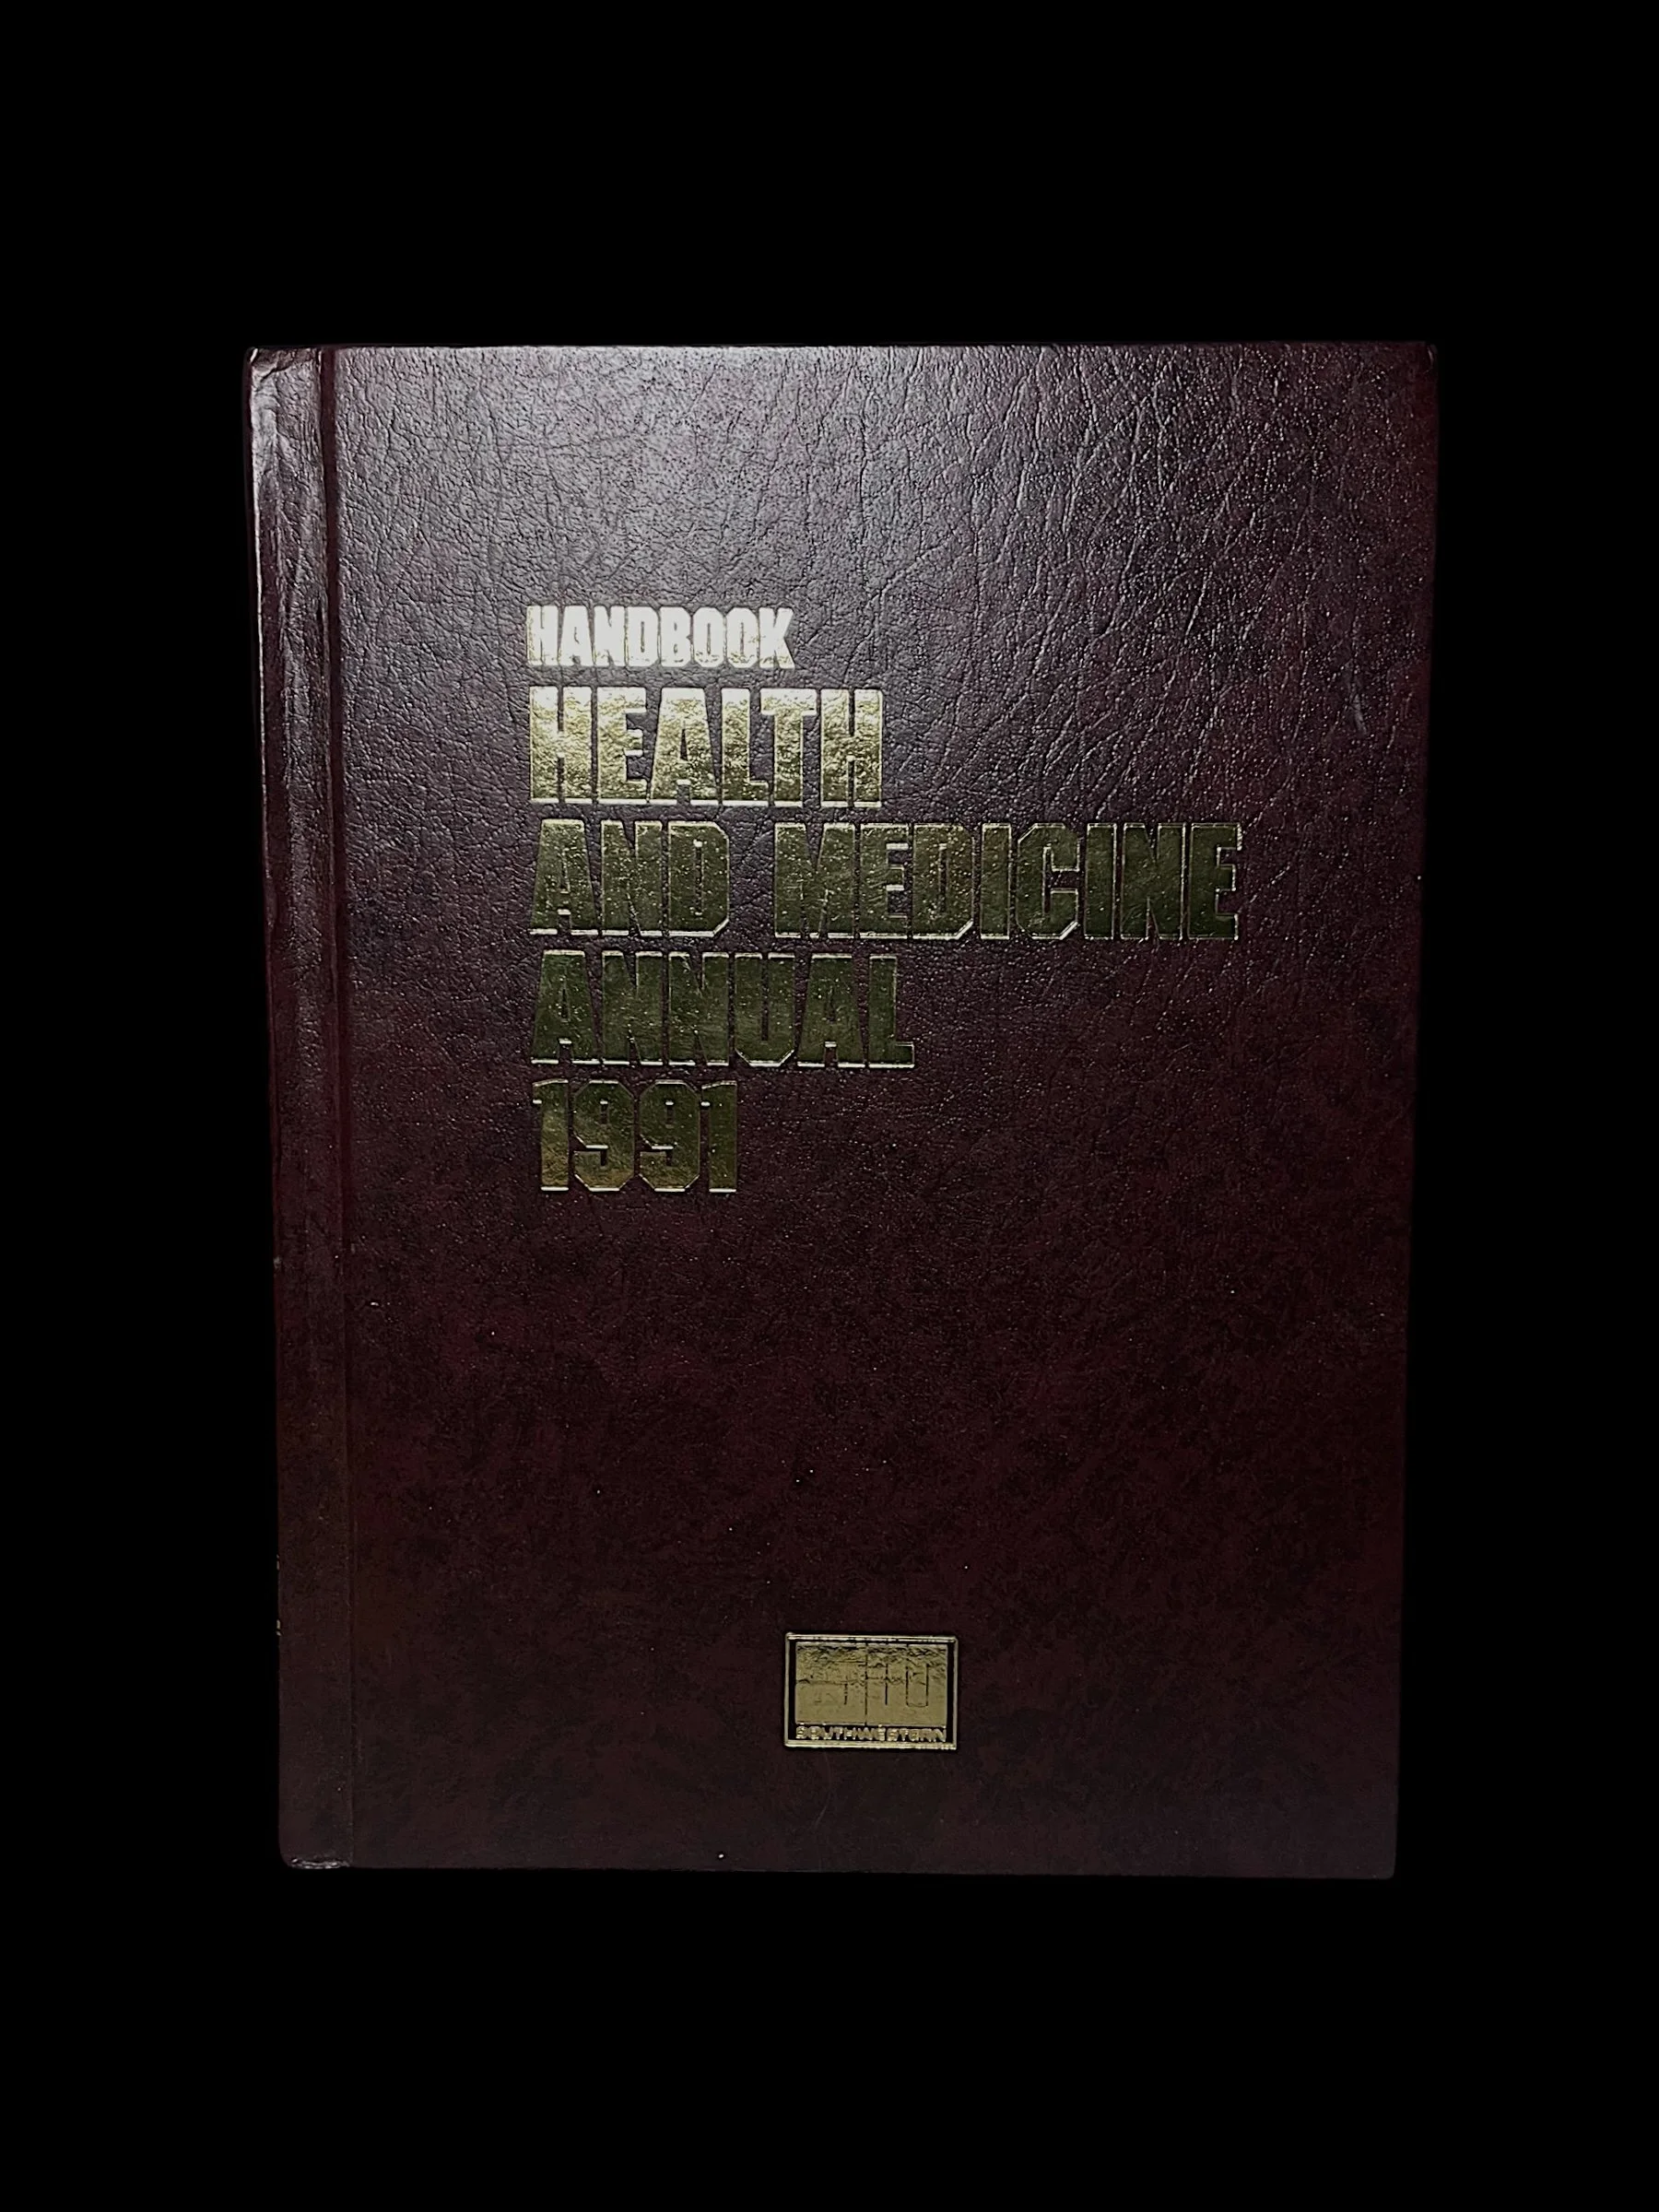 HANDBOOK
HEALTH
AND MEDICINE
ANNUAL
1991
SOUTHWESTERN